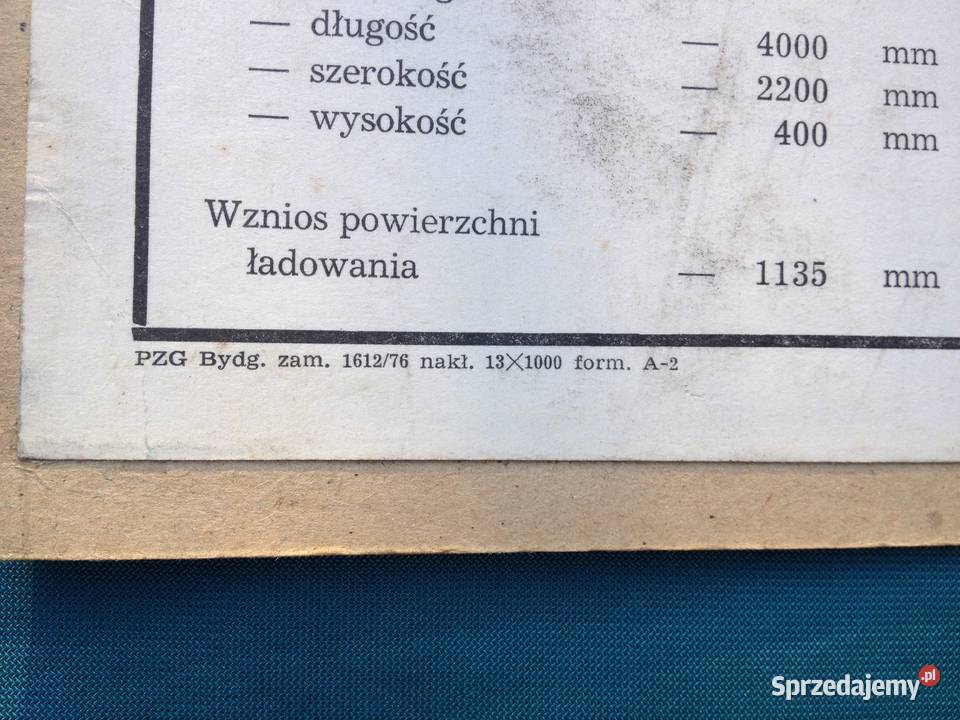 — długość — 4000 mm
— szerokość — 2200 mm
— wysokość — 400 mm
Wznios powierzchni
ładowania — 1135 mm
PZG Bydg. zam. 1612/76 nakł. 13×1000 form. A-2
Sprzedajemy.pl